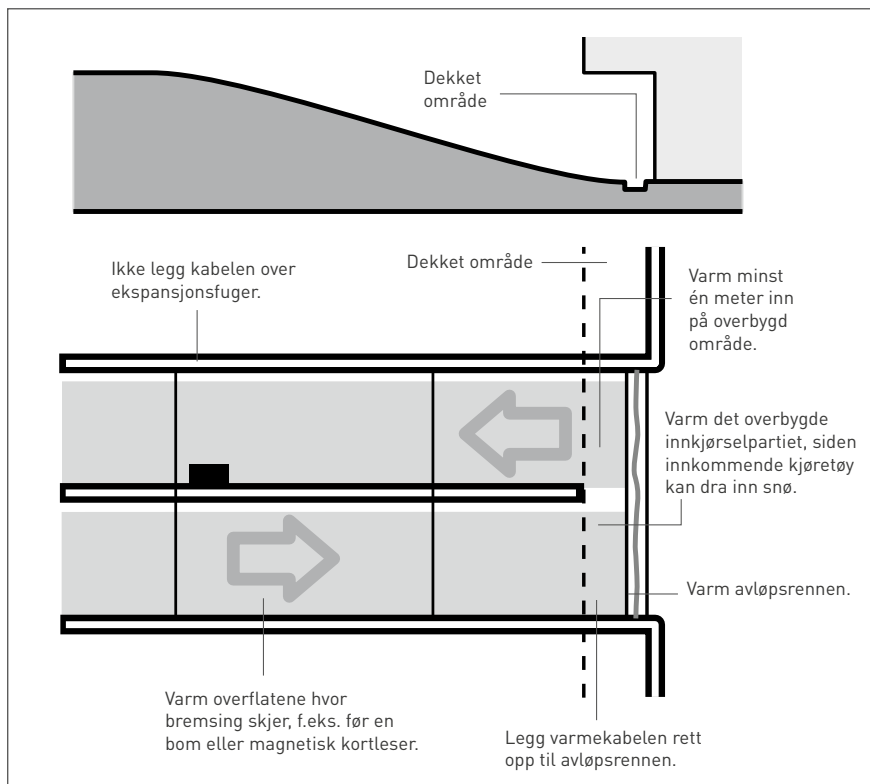 Dekket
område
Ikke legg kabelen over
ekspansjonsfuger.
Dekket område
Varm minst
én meter inn
på overbygd
område.
Varm det overbygde
innkjørselpartiet, siden
innkommende kjøretøy
kan dra inn snø.
Varm avløpsrennen.
Varm overflatene hvor
bremsing skjer, f.eks. før en
bom eller magnetisk kortleser.
Legg varmekabelen rett
opp til avløpsrennen.